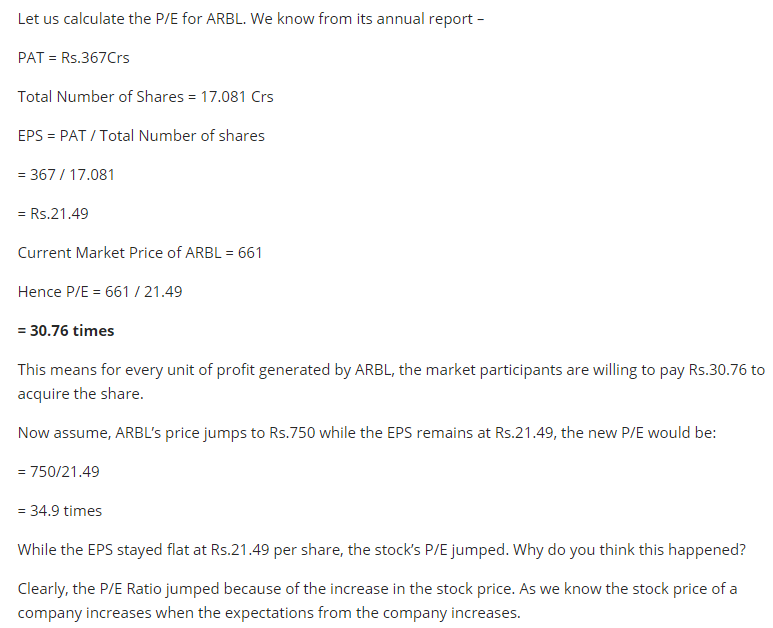 Let us calculate the P/E for ARBL. We know from its annual report –
PAT = Rs.367Crs
Total Number of Shares = 17.081 Crs
EPS = PAT / Total Number of shares
= 367 / 17.081
= Rs.21.49
Current Market Price of ARBL = 661
Hence P/E = 661 / 21.49
= 30.76 times
This means for every unit of profit generated by ARBL, the market participants are willing to pay Rs.30.76 to
acquire the share.
Now assume, ARBL’s price jumps to Rs.750 while the EPS remains at Rs.21.49, the new P/E would be:
= 750/21.49
= 34.9 times
While the EPS stayed flat at Rs.21.49 per share, the stock’s P/E jumped. Why do you think this happened?
Clearly, the P/E Ratio jumped because of the increase in the stock price. As we know the stock price of a
company increases when the expectations from the company increases.